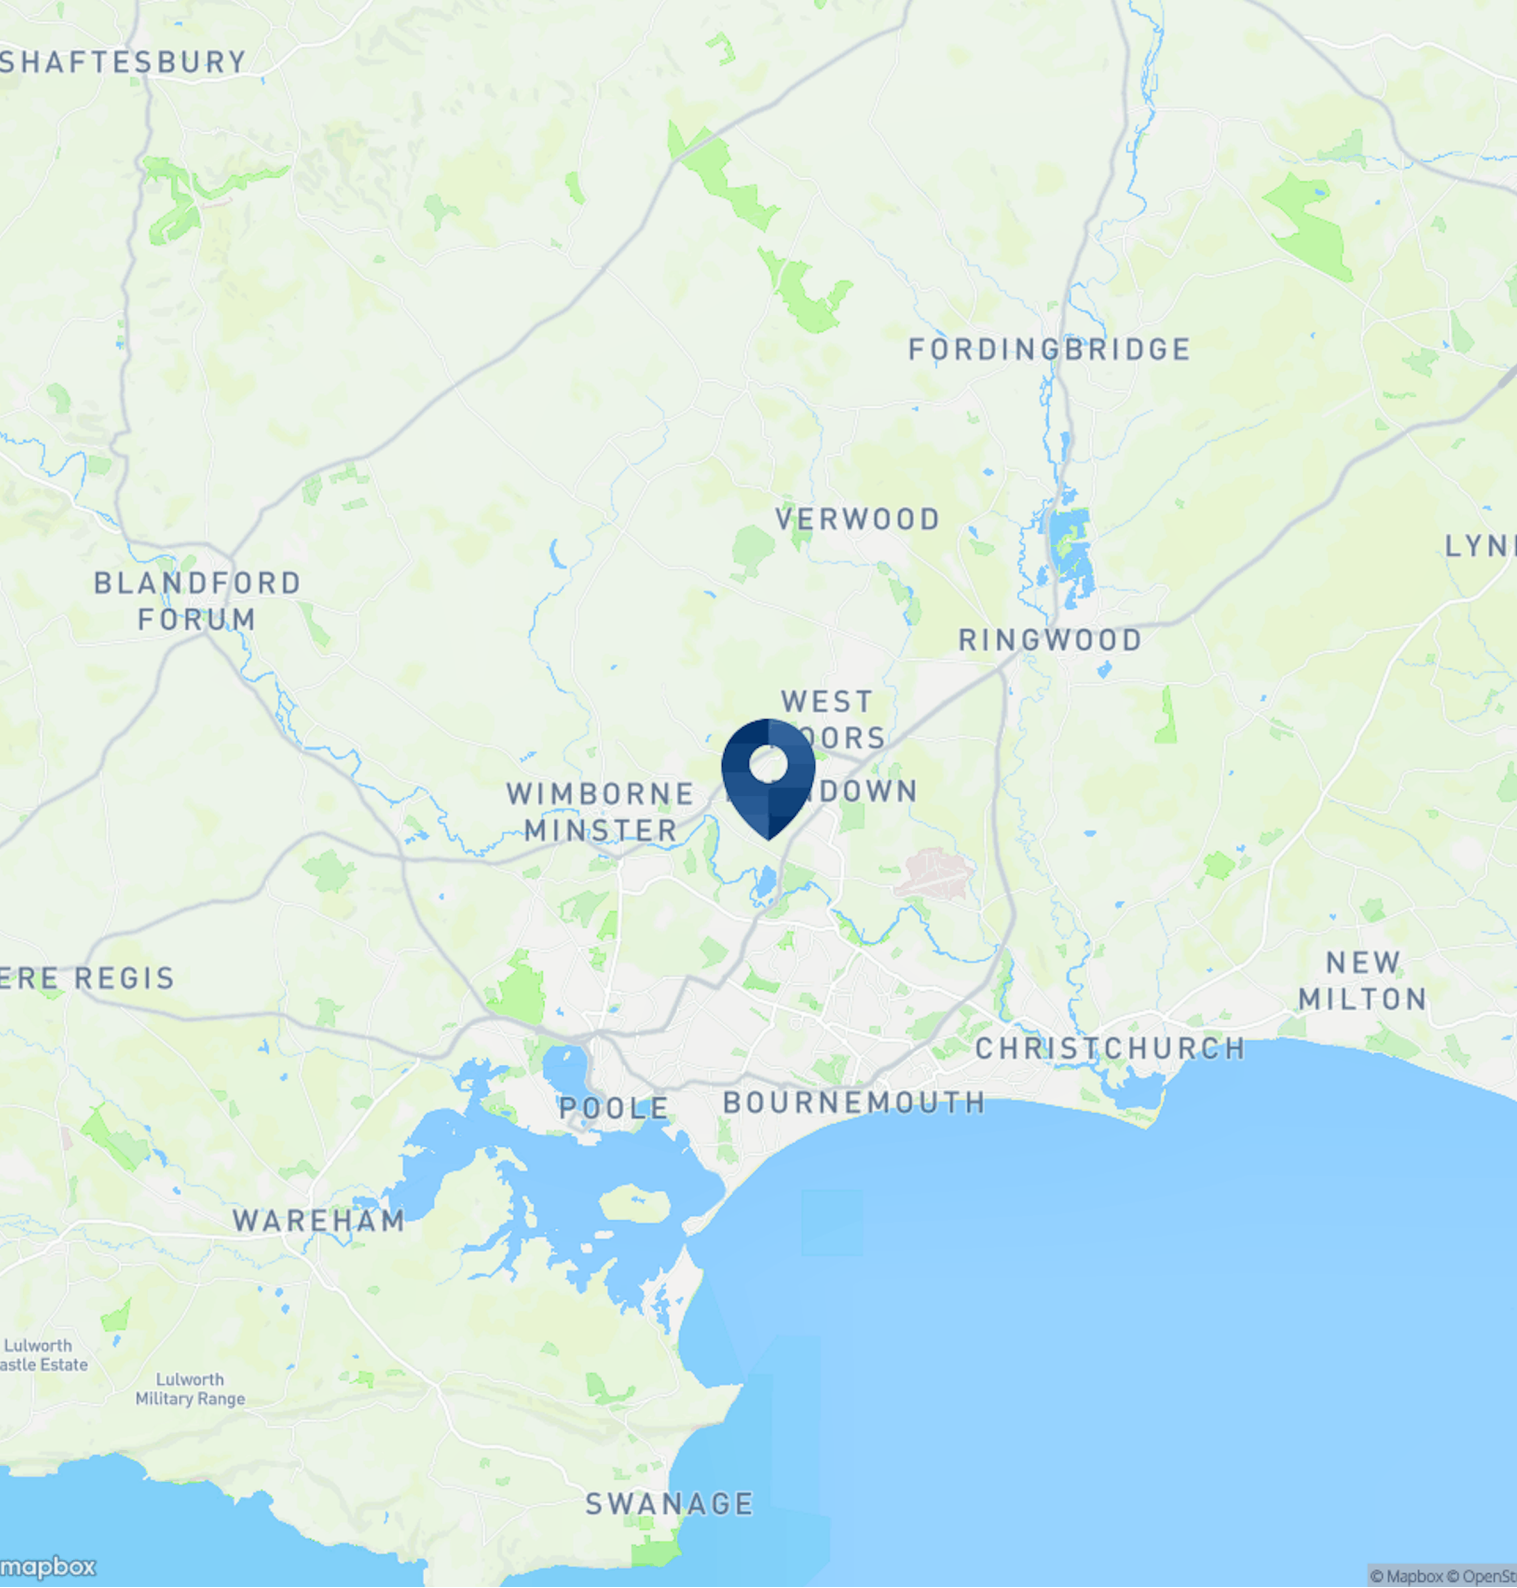 SHAFTESBURY
FORDINGBRIDGE
VERWOOD
LYN
BLANDFORD
FORUM
RINGWOOD
WEST
OORS
WIMBORNE
MINSTER
DOWN
ERE REGIS
NEW
MILTON
CHRISTCHURCH
POOLE
BOURNEMOUTH
WAREHAM
Lulworth
astle Estate
Lulworth
Military Range
SWANAGE
mapbox
© Mapbox © OpenSt